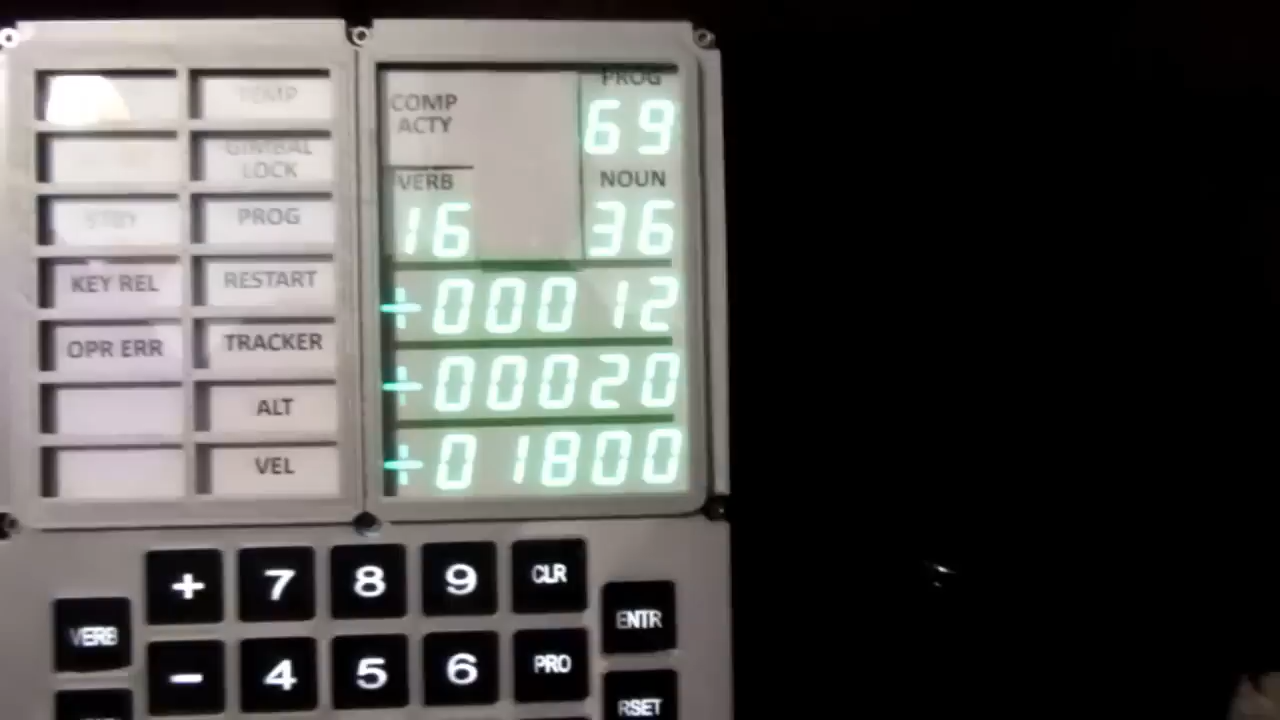 TEMP
GIMBAL
LOCK
STBY
PROG
KEY REL
RESTART
OPR ERR
TRACKER
ALT
VEL
PROG
COMP
ACTY
69
VERB
NOUN
16
36
+00012
+00020
+01800
+ 7 8 9 CLR
VERB
ENTR
- 4 5 6 PRO
RSET